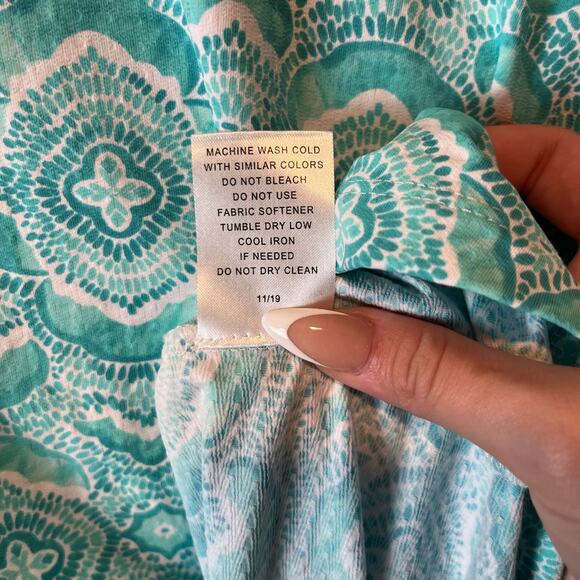 MACHINE WASH COLD
WITH SIMILAR COLORS
DO NOT BLEACH
DO NOT USE
FABRIC SOFTENER
TUMBLE DRY LOW
COOL IRON
IF NEEDED
DO NOT DRY CLEAN
11/19